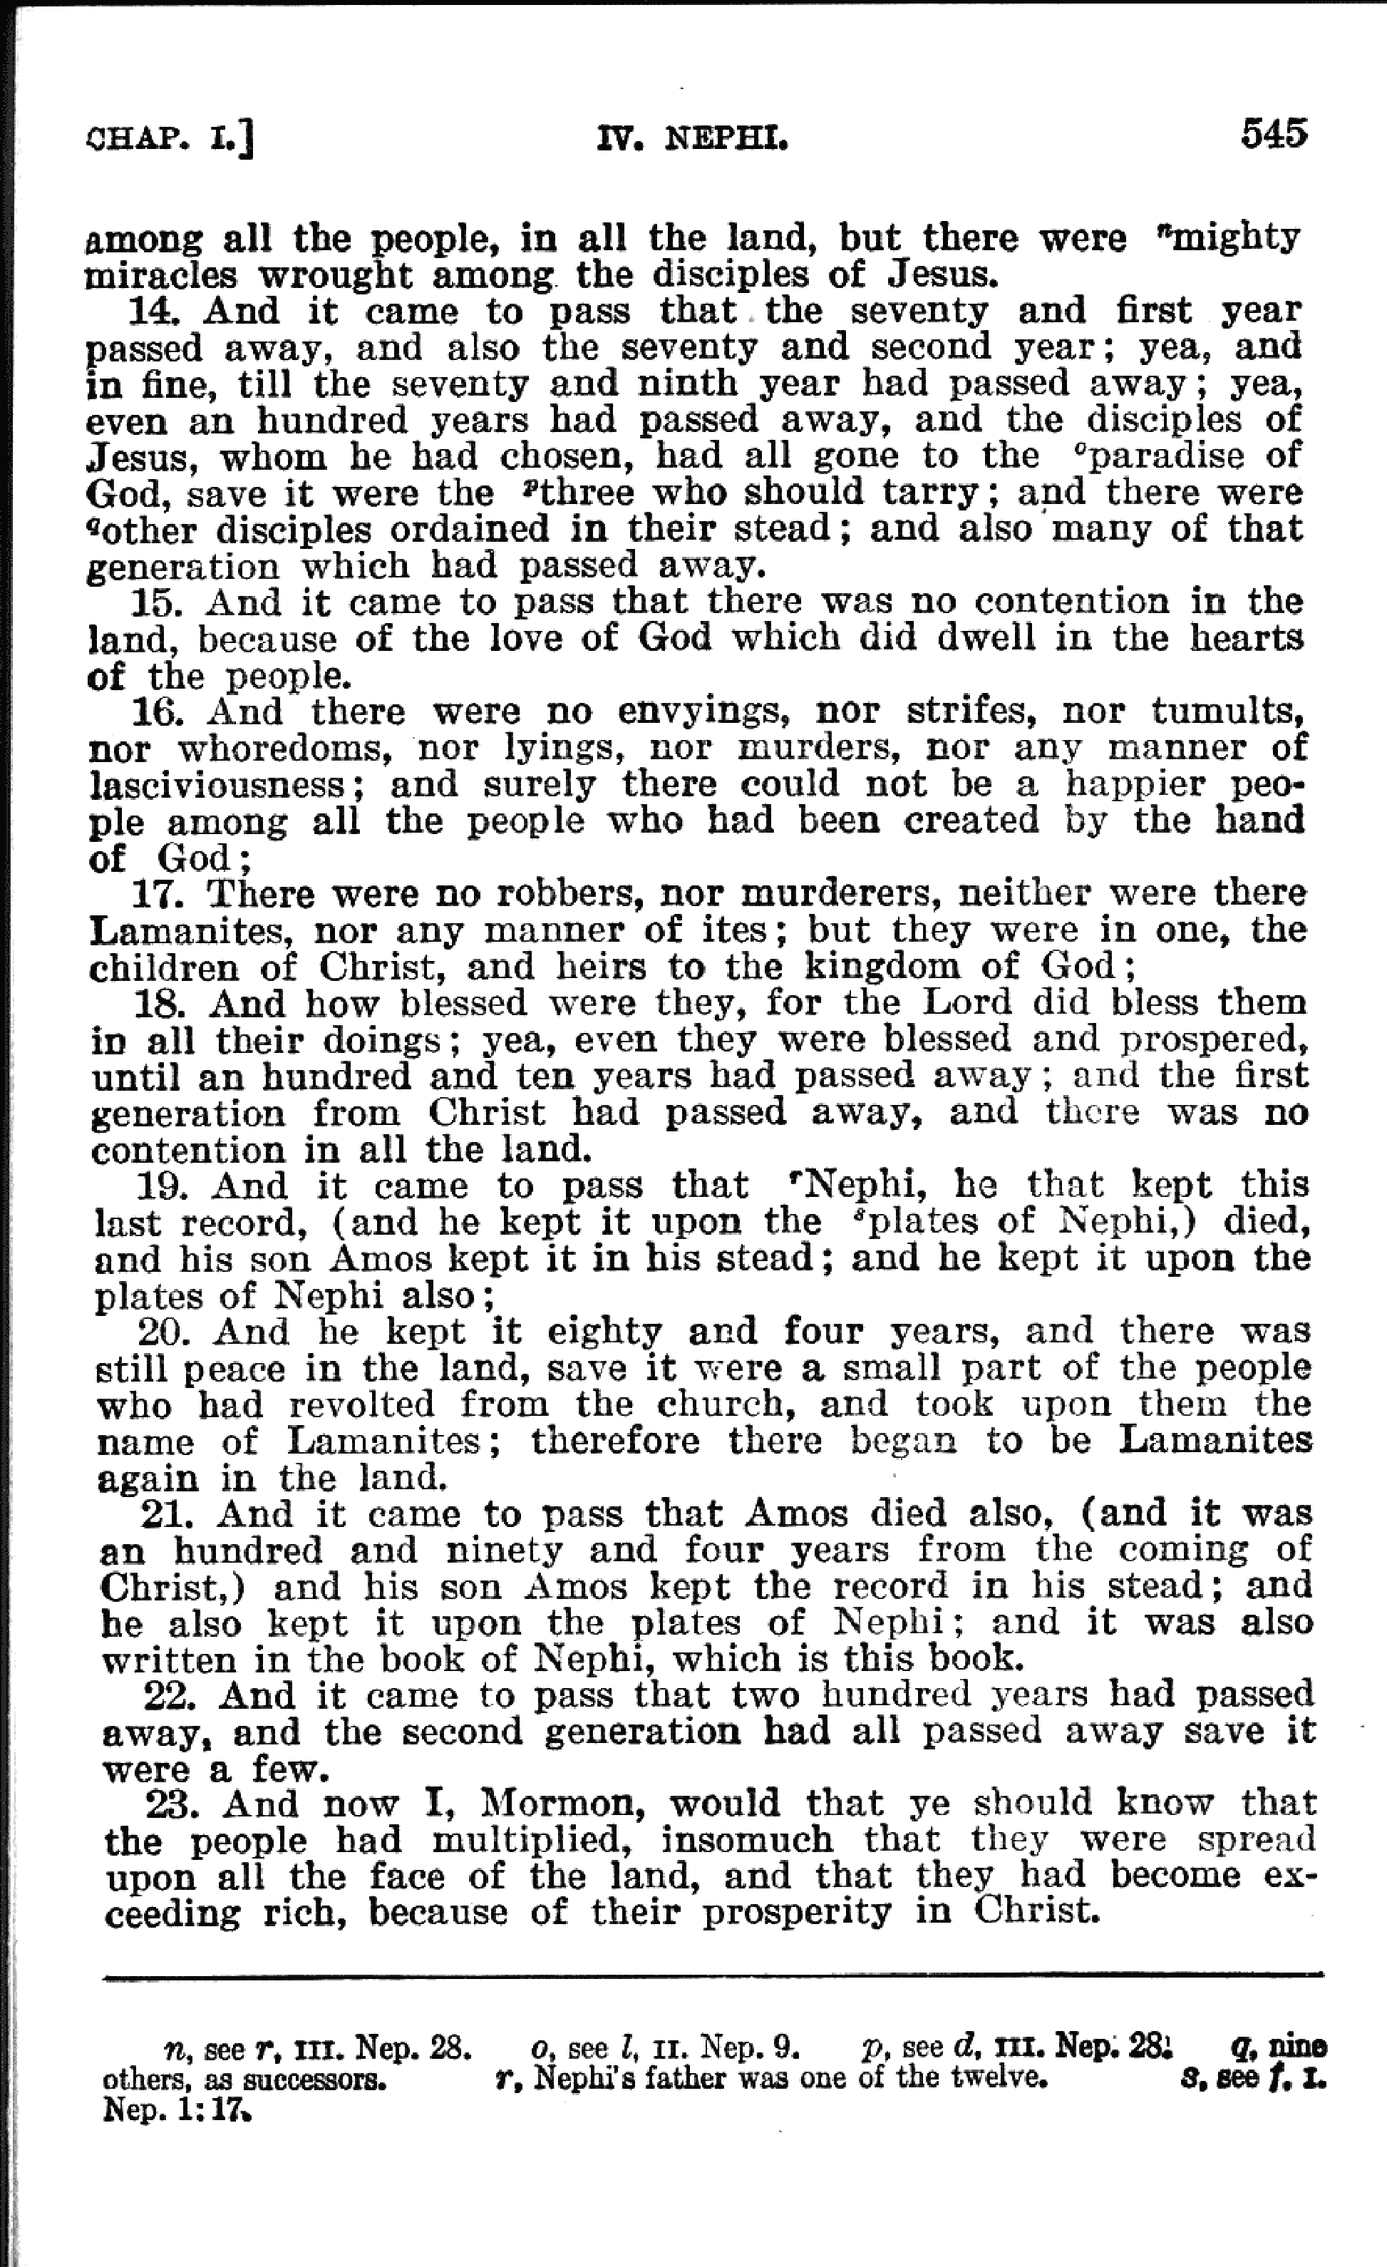 CHAP. I.] IV. NEPHI. 545
among all the people, in all the land, but there were ⁿmighty
miracles wrought among the disciples of Jesus.
14. And it came to pass that the seventy and first year
passed away, and also the seventy and second year; yea, and
in fine, till the seventy and ninth year had passed away; yea,
even an hundred years had passed away, and the disciples of
Jesus, whom he had chosen, had all gone to the ᵒparadise of
God, save it were the ᵖthree who should tarry; and there were
𐞥other disciples ordained in their stead; and also many of that
generation which had passed away.
15. And it came to pass that there was no contention in the
land, because of the love of God which did dwell in the hearts
of the people.
16. And there were no envyings, nor strifes, nor tumults,
nor whoredoms, nor lyings, nor murders, nor any manner of
lasciviousness; and surely there could not be a happier peo-
ple among all the people who had been created by the hand
of God;
17. There were no robbers, nor murderers, neither were there
Lamanites, nor any manner of ites; but they were in one, the
children of Christ, and heirs to the kingdom of God;
18. And how blessed were they, for the Lord did bless them
in all their doings; yea, even they were blessed and prospered,
until an hundred and ten years had passed away; and the first
generation from Christ had passed away, and there was no
contention in all the land.
19. And it came to pass that ʳNephi, he that kept this
last record, (and he kept it upon the ˢplates of Nephi,) died,
and his son Amos kept it in his stead; and he kept it upon the
plates of Nephi also;
20. And he kept it eighty and four years, and there was
still peace in the land, save it were a small part of the people
who had revolted from the church, and took upon them the
name of Lamanites; therefore there began to be Lamanites
again in the land.
21. And it came to pass that Amos died also, (and it was
an hundred and ninety and four years from the coming of
Christ,) and his son Amos kept the record in his stead; and
he also kept it upon the plates of Nephi; and it was also
written in the book of Nephi, which is this book.
22. And it came to pass that two hundred years had passed
away, and the second generation had all passed away save it
were a few.
23. And now I, Mormon, would that ye should know that
the people had multiplied, insomuch that they were spread
upon all the face of the land, and that they had become ex-
ceeding rich, because of their prosperity in Christ.
n, see r, III. Nep. 28. o, see l, II. Nep. 9. p, see d, III. Nep. 28. q, nine
others, as successors. r, Nephi's father was one of the twelve. s, see f, I.
Nep. 1:17.